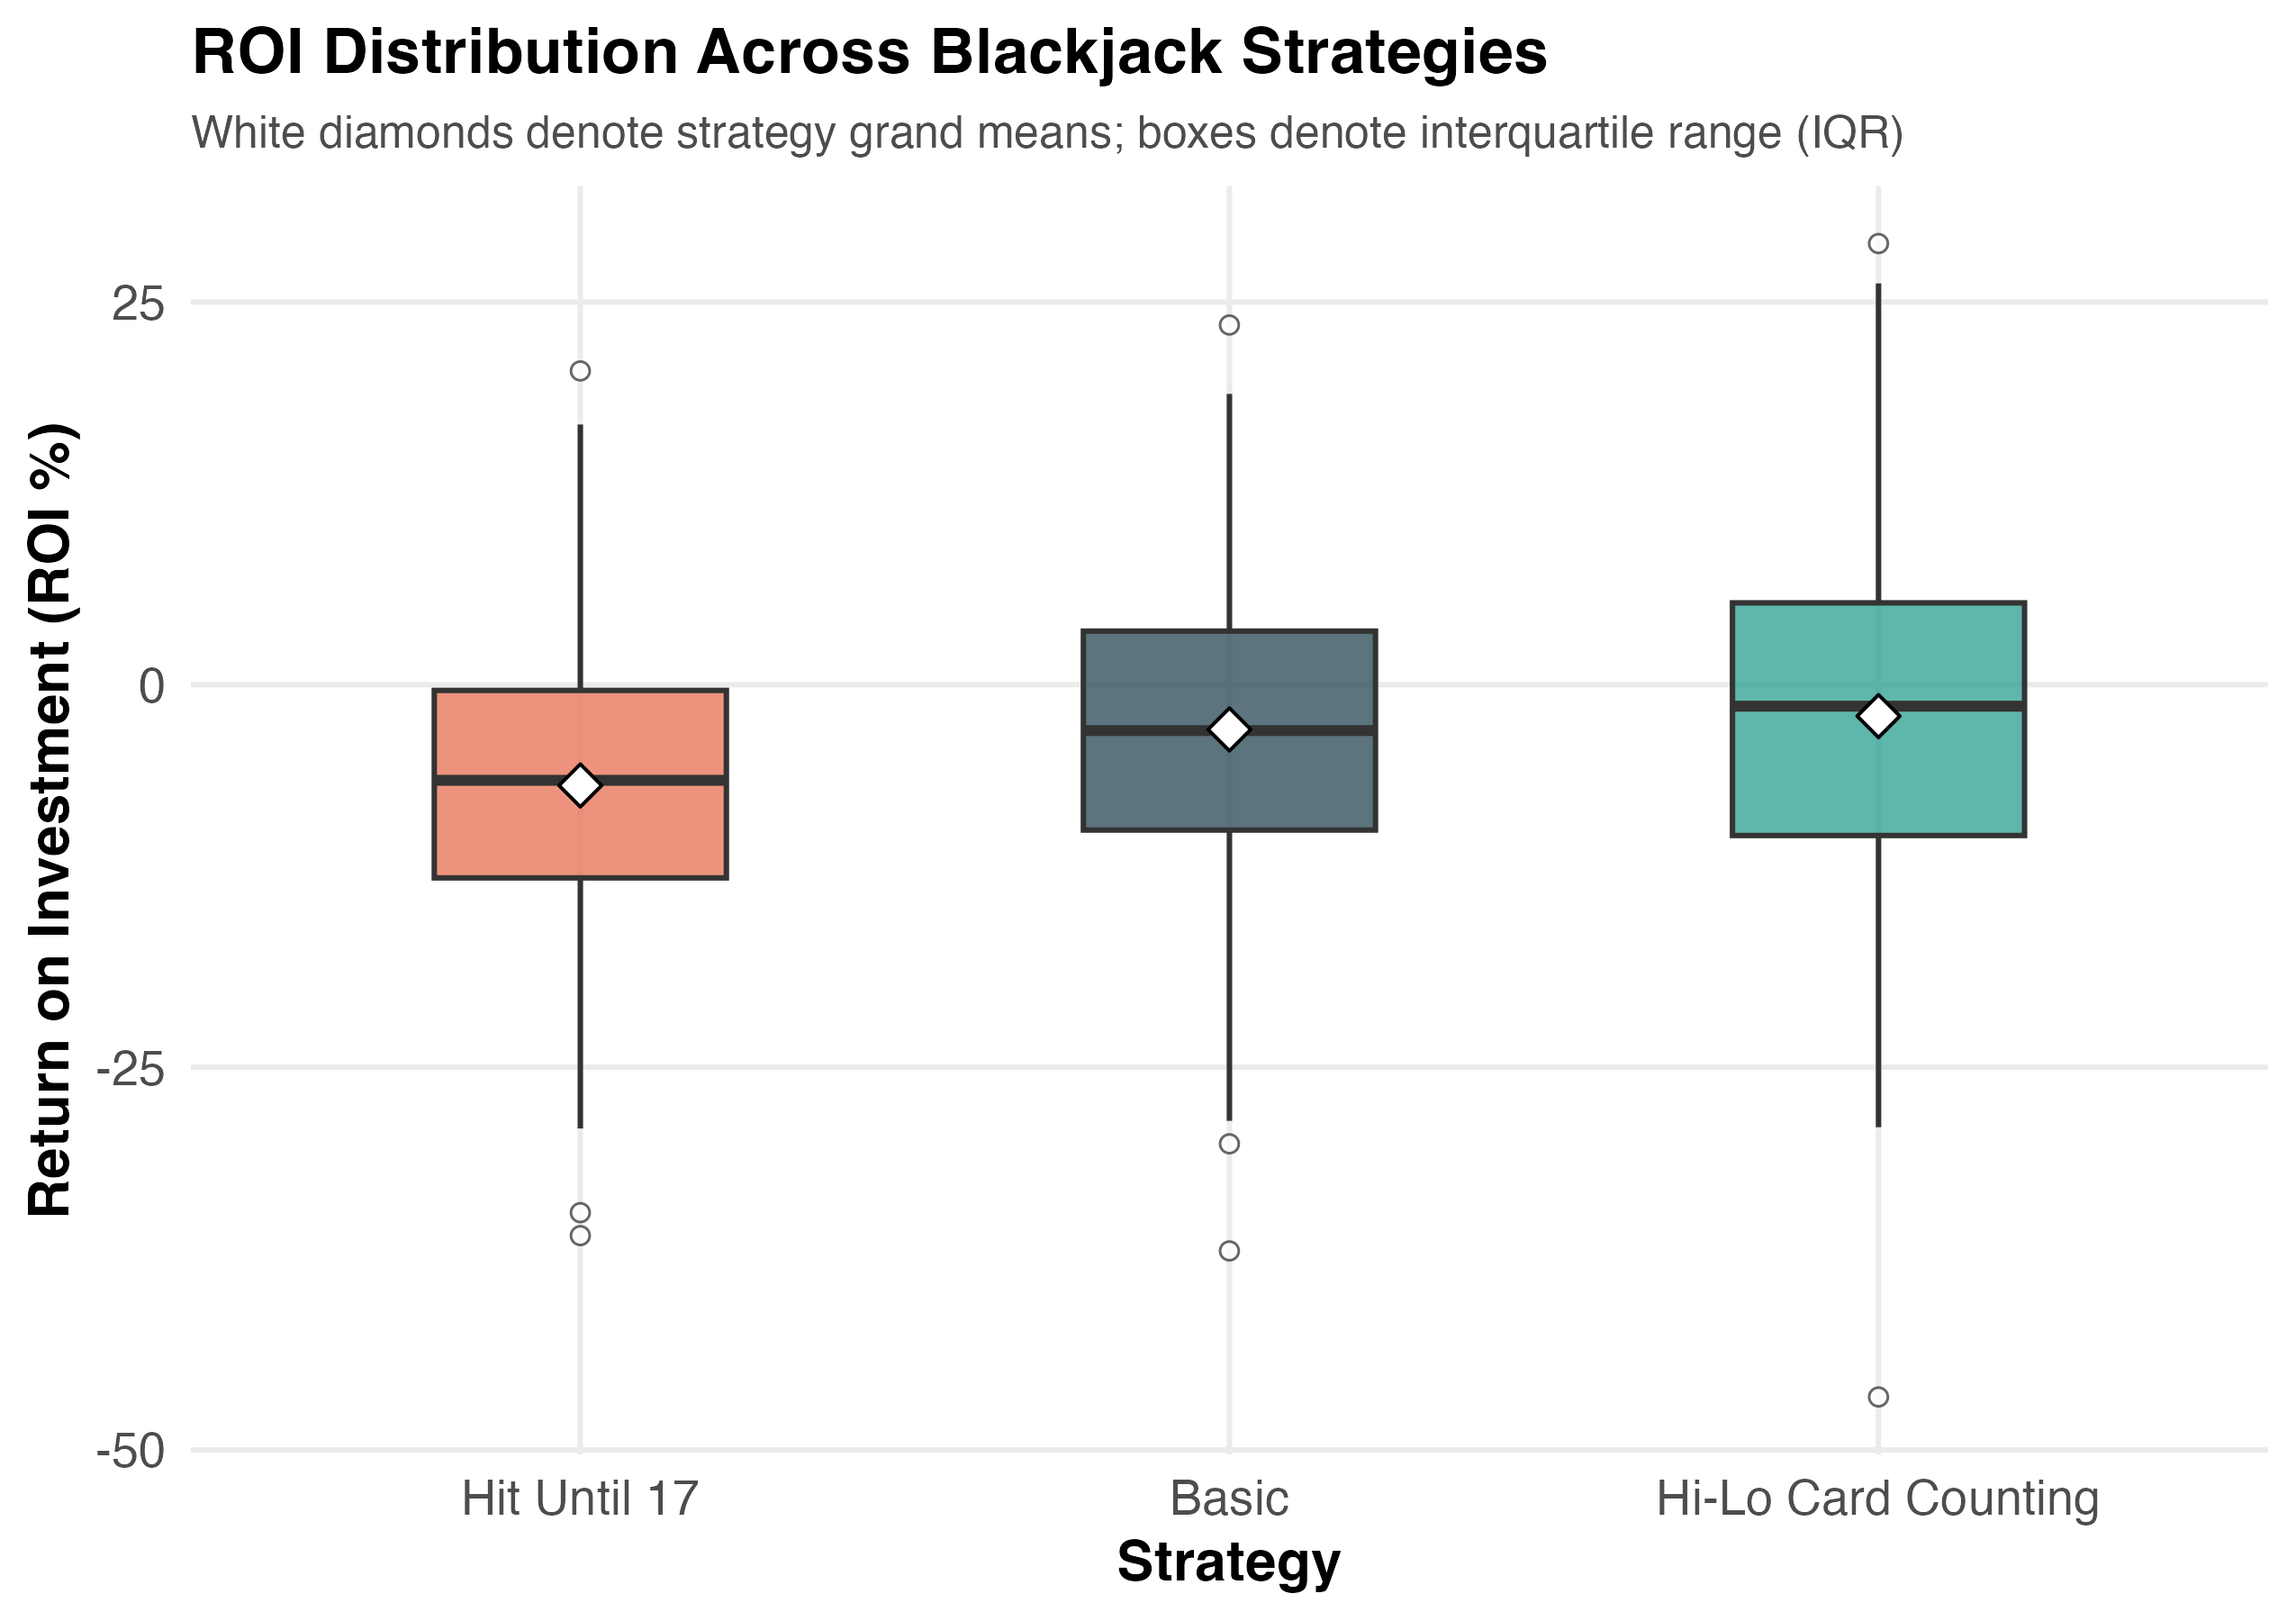 ROI Distribution Across Blackjack Strategies
White diamonds denote strategy grand means; boxes denote interquartile range (IQR)
Return on Investment (ROI %)
25
0
-25
-50
Hit Until 17
Basic
Hi-Lo Card Counting
Strategy